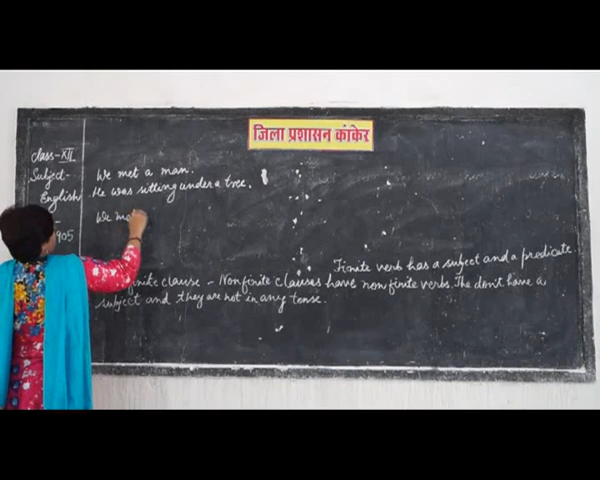 जिला प्रशासन कांकेर
Class - XII
Subject -
English
905
We met a man.
He was sitting under a tree.
We m
Finite verb has a subject and a predicate.
finite clause - Nonfinite clauses have non finite verbs. The don't have a
subject and they are not in any tense.